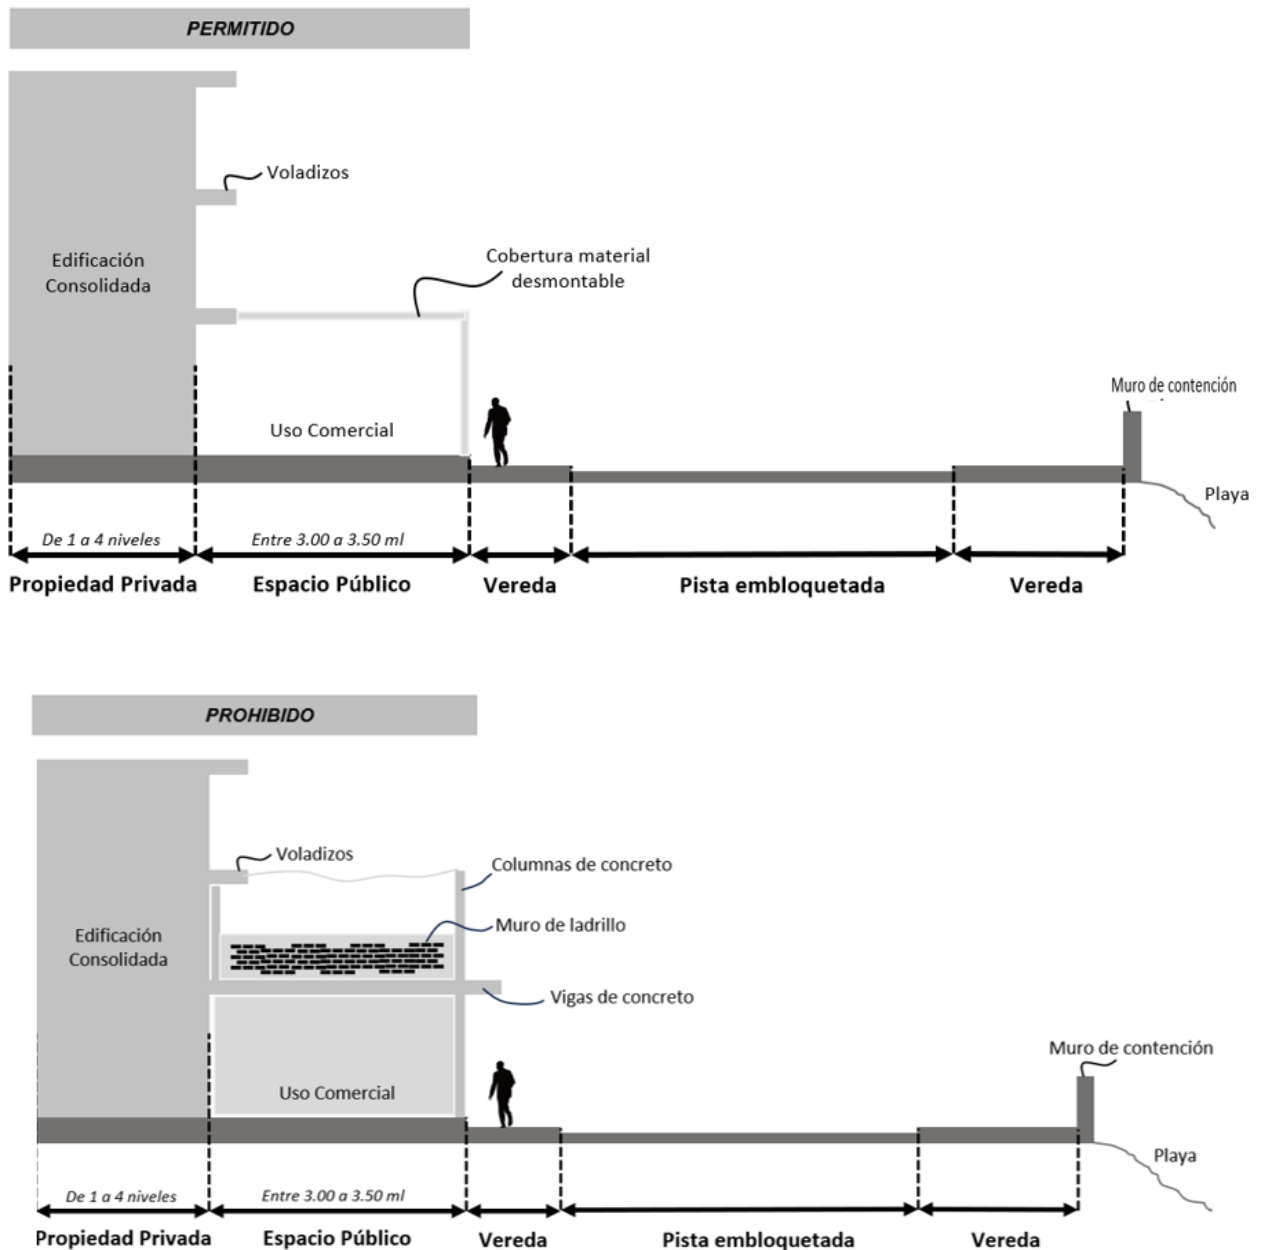 PERMITIDO
Voladizos
Edificación
Consolidada
Cobertura material
desmontable
Muro de contención
Uso Comercial
Playa
De 1 a 4 niveles
Entre 3.00 a 3.50 ml
Propiedad Privada
Espacio Público
Vereda
Pista embloquetada
Vereda
PROHIBIDO
Voladizos
Columnas de concreto
Muro de ladrillo
Edificación
Consolidada
Vigas de concreto
Muro de contención
Uso Comercial
Playa
De 1 a 4 niveles
Entre 3.00 a 3.50 ml
Propiedad Privada
Espacio Público
Vereda
Pista embloquetada
Vereda